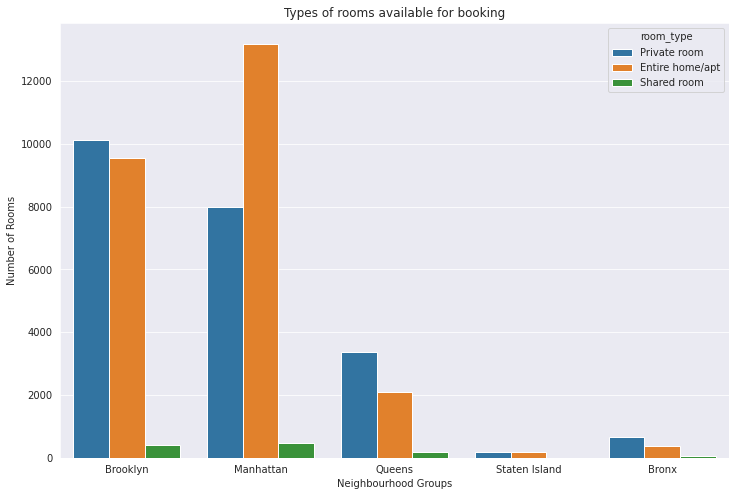 Types of rooms available for booking
room_type
Private room
Entire home/apt
Shared room
Number of Rooms
12000
10000
8000
6000
4000
2000
0
Brooklyn
Manhattan
Queens
Staten Island
Bronx
Neighbourhood Groups